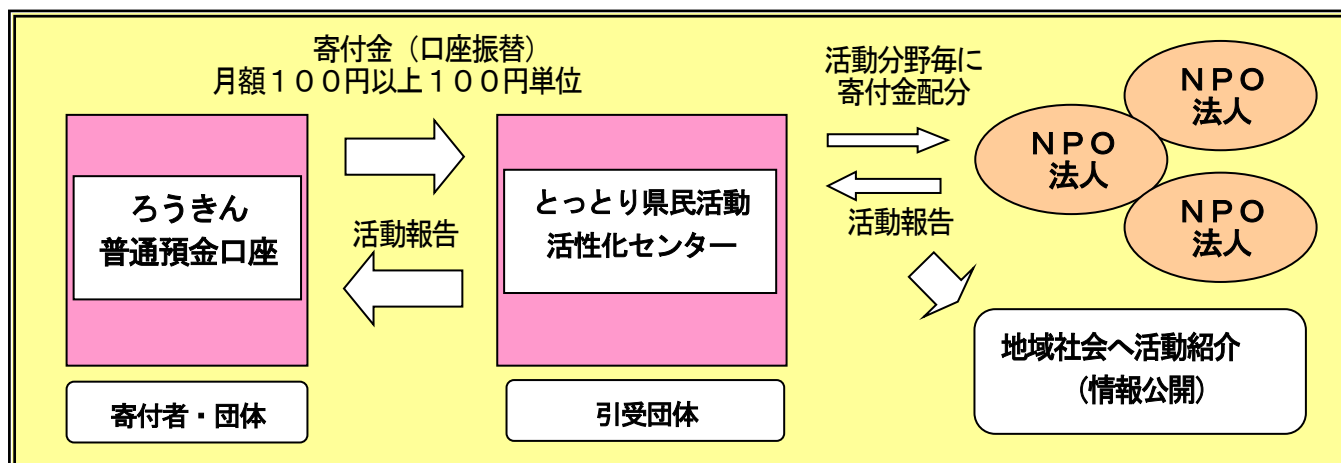 寄付金（口座振替）
月額１００円以上１００円単位
活動分野毎に
寄付金配分
ＮＰＯ
法人
ＮＰＯ
法人
ＮＰＯ
法人
ろうきん
普通預金口座
活動報告
とっとり県民活動
活性化センター
活動報告
地域社会へ活動紹介
（情報公開）
寄付者・団体
引受団体